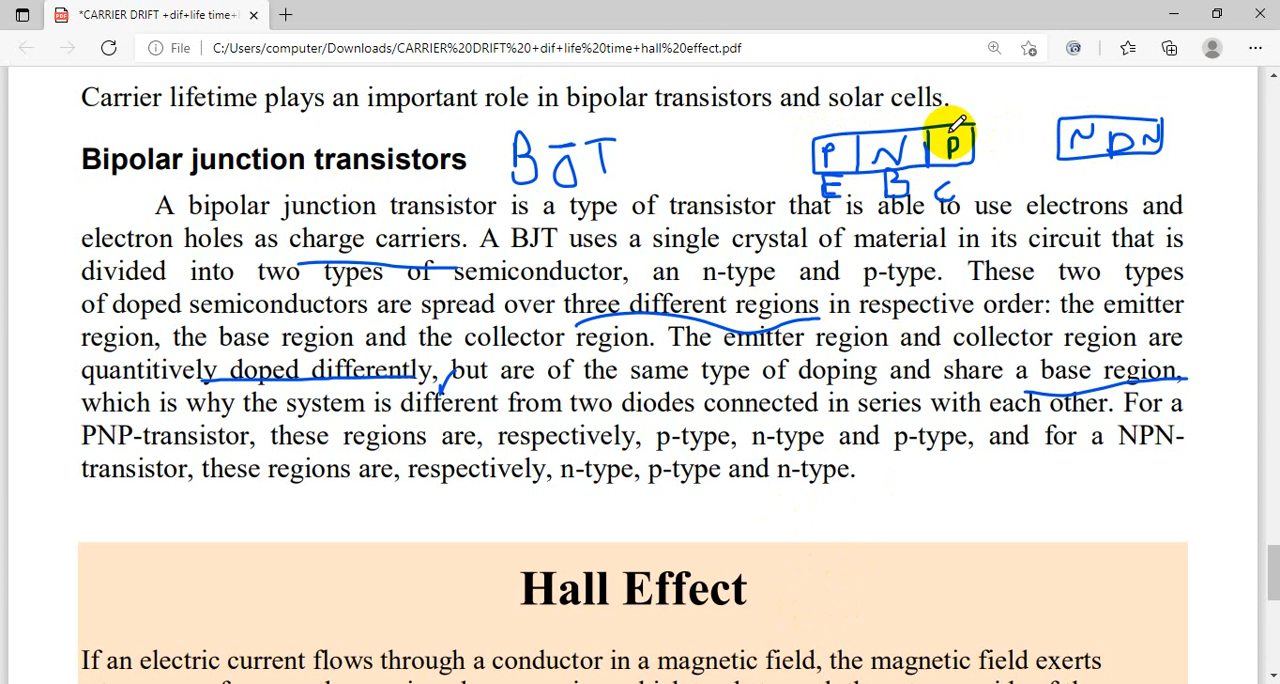 *CARRIER DRIFT +dif+life time+
File C:/Users/computer/Downloads/CARRIER%20DRIFT%20+dif+life%20time+hall%20effect.pdf
Carrier lifetime plays an important role in bipolar transistors and solar cells.
Bipolar junction transistors BJT
P N P
E B C
N P N
A bipolar junction transistor is a type of transistor that is able to use electrons and
electron holes as charge carriers. A BJT uses a single crystal of material in its circuit that is
divided into two types of semiconductor, an n-type and p-type. These two types
of doped semiconductors are spread over three different regions in respective order: the emitter
region, the base region and the collector region. The emitter region and collector region are
quantitively doped differently, but are of the same type of doping and share a base region,
which is why the system is different from two diodes connected in series with each other. For a
PNP-transistor, these regions are, respectively, p-type, n-type and p-type, and for a NPN-
transistor, these regions are, respectively, n-type, p-type and n-type.
Hall Effect
If an electric current flows through a conductor in a magnetic field, the magnetic field exerts